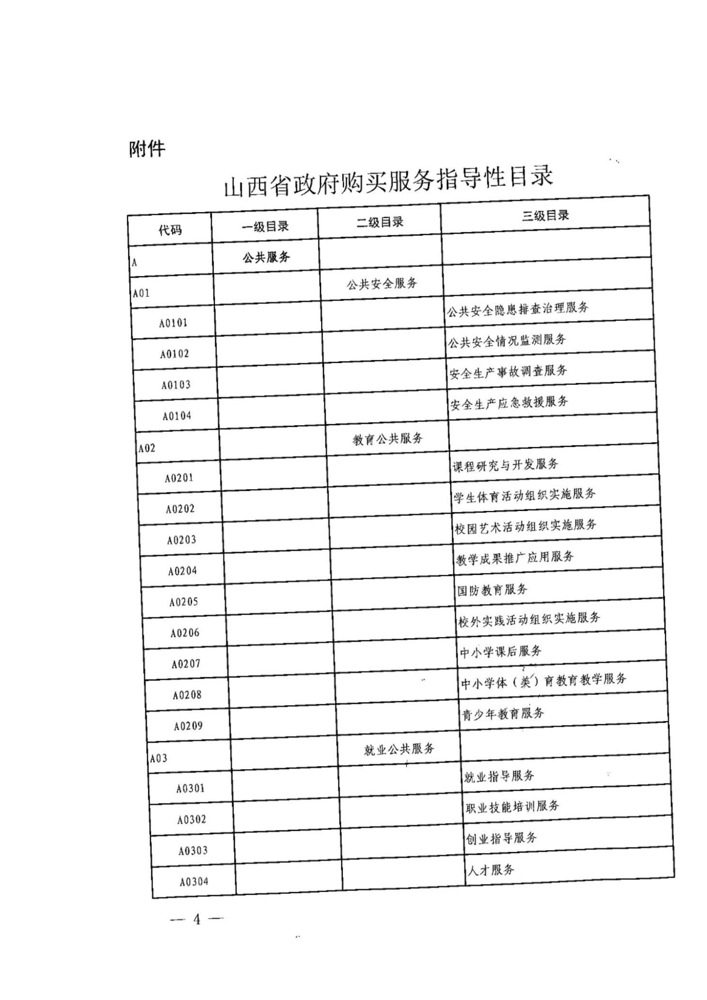 附件
山西省政府购买服务指导性目录
代码 一级目录 二级目录 三级目录
A 公共服务
A01 公共安全服务
A0101 公共安全隐患排查治理服务
A0102 公共安全情况监测服务
A0103 安全生产事故调查服务
A0104 安全生产应急救援服务
A02 教育公共服务
A0201 课程研究与开发服务
A0202 学生体育活动组织实施服务
A0203 校园艺术活动组织实施服务
A0204 教学成果推广应用服务
A0205 国防教育服务
A0206 校外实践活动组织实施服务
A0207 中小学课后服务
A0208 中小学体（美）育教育教学服务
A0209 青少年教育服务
A03 就业公共服务
A0301 就业指导服务
A0302 职业技能培训服务
A0303 创业指导服务
A0304 人才服务
— 4 —